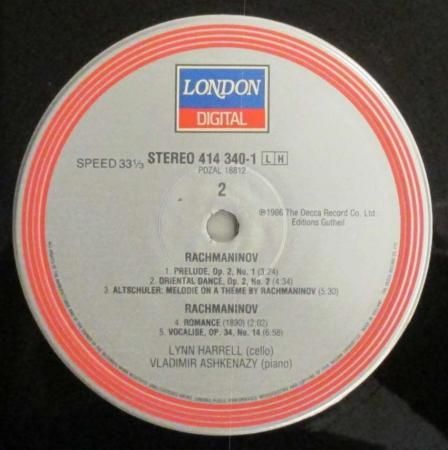 LONDON
DIGITAL
SPEED 33⅓ STEREO 414 340-1 L H
PDZAL 18812
2
℗1986 The Decca Record Co. Ltd.
Editions Gutheil
RACHMANINOV
1. PRELUDE, Op. 2, No. 1 (3:24)
2. ORIENTAL DANCE, Op. 2, No. 2 (4:34)
3. ALTSCHULER: MELODIE ON A THEME BY RACHMANINOV (5:30)
RACHMANINOV
4. ROMANCE (1890) (2:02)
5. VOCALISE, OP. 34, No. 14 (6:58)
LYNN HARRELL (cello)
VLADIMIR ASHKENAZY (piano)